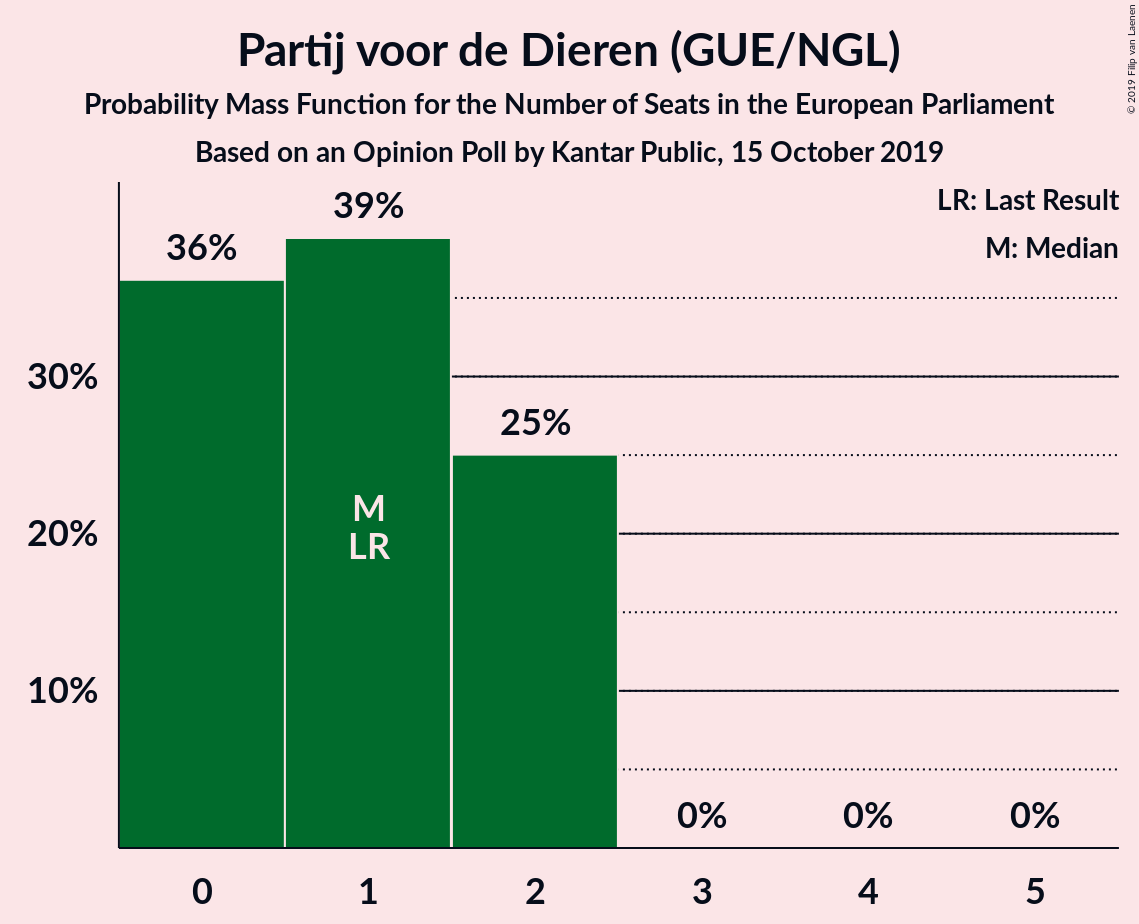 Partij voor de Dieren (GUE/NGL)
Probability Mass Function for the Number of Seats in the European Parliament
Based on an Opinion Poll by Kantar Public, 15 October 2019
© 2019 Filip van Laenen
LR: Last Result
M: Median
36%
39%
25%
0%
0%
0%
M
LR
30%
20%
10%
0
1
2
3
4
5